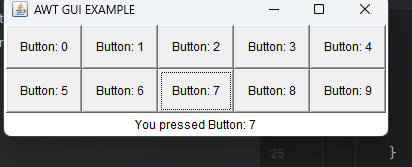 AWT GUI EXAMPLE
Button: 0 Button: 1 Button: 2 Button: 3 Button: 4
Button: 5 Button: 6 Button: 7 Button: 8 Button: 9
You pressed Button: 7
25 }